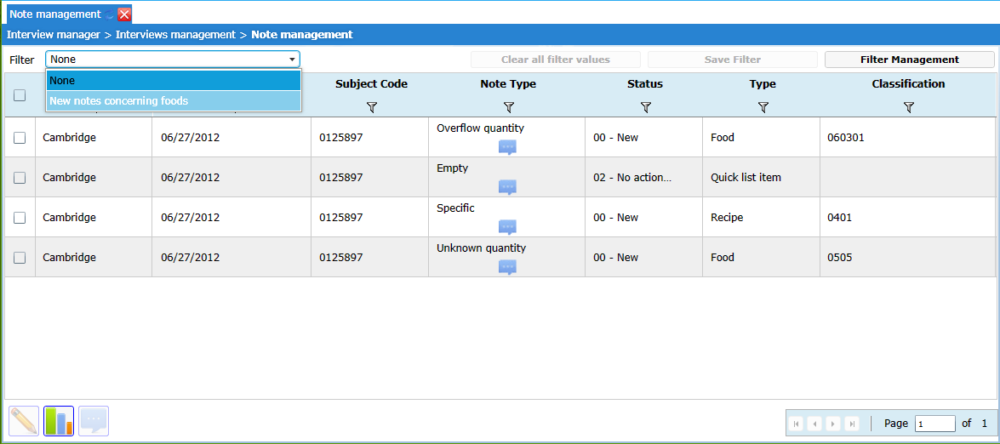 Note management
Interview manager > Interviews management > Note management
Filter None Clear all filter values Save Filter Filter Management
None
New notes concerning foods
Subject Code Note Type Status Type Classification
Cambridge 06/27/2012 0125897 Overflow quantity 00 - New Food 060301
Cambridge 06/27/2012 0125897 Empty 02 - No action... Quick list item
Cambridge 06/27/2012 0125897 Specific 00 - New Recipe 0401
Cambridge 06/27/2012 0125897 Unknown quantity 00 - New Food 0505
Page 1 of 1